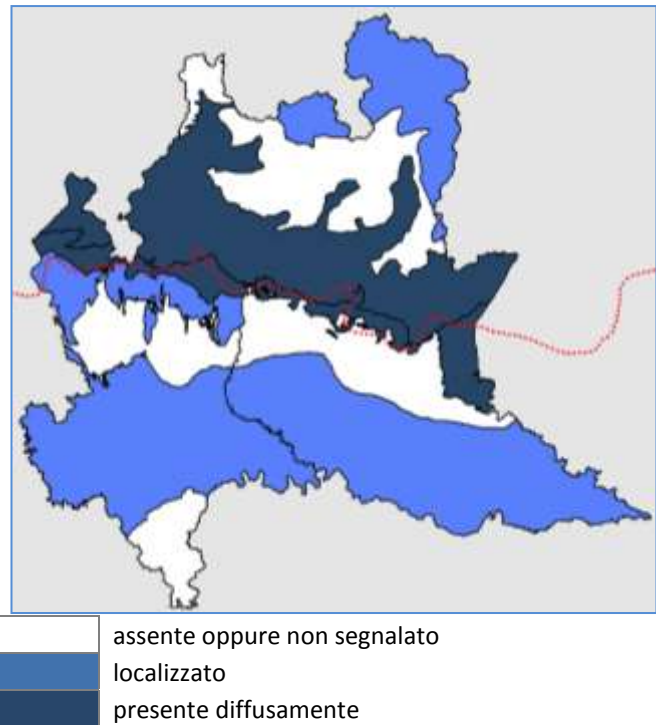 assente oppure non segnalato
localizzato
presente diffusamente